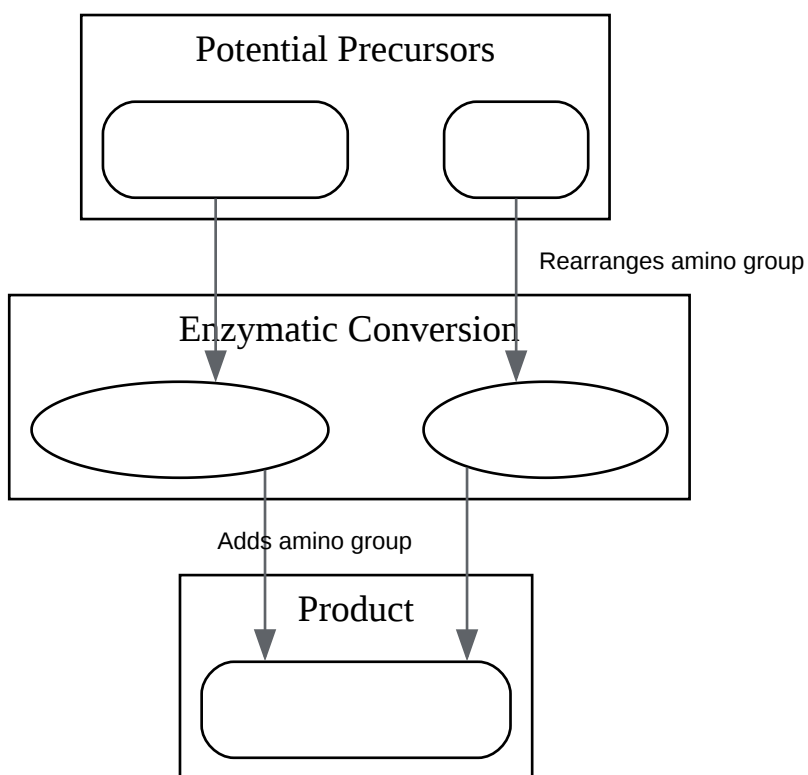 Potential Precursors
Rearranges amino group
Enzymatic Conversion
Adds amino group
Product